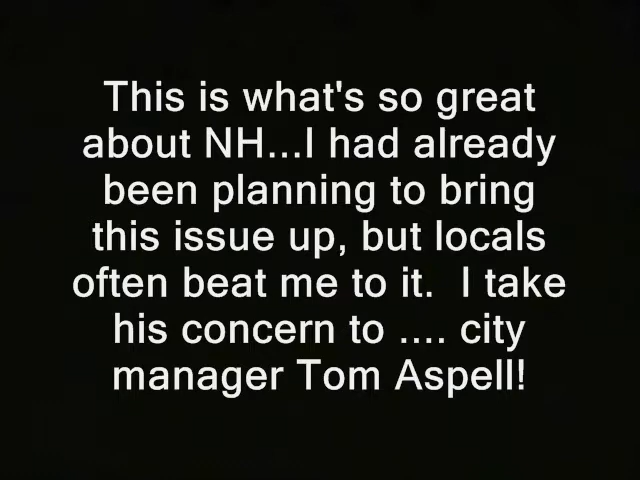 This is what's so great
about NH...I had already
been planning to bring
this issue up, but locals
often beat me to it.  I take
his concern to .... city
manager Tom Aspell!